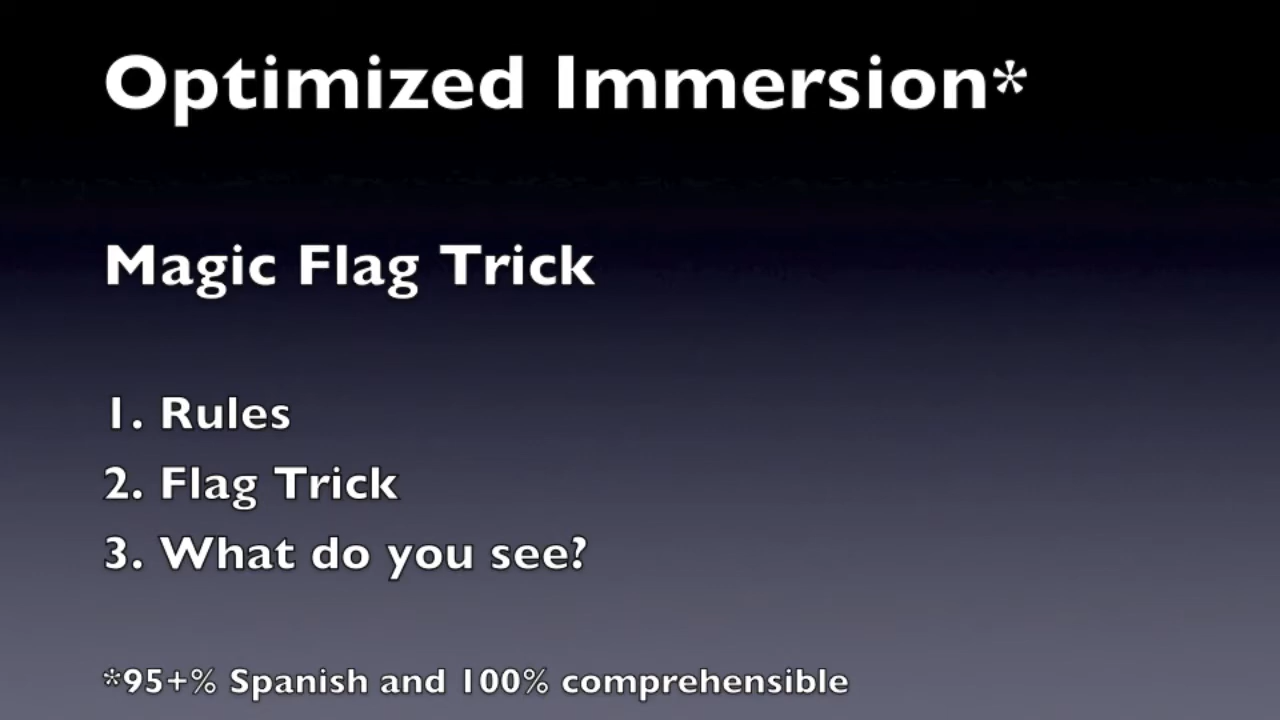 Optimized Immersion*
Magic Flag Trick
1. Rules
2. Flag Trick
3. What do you see?
*95+% Spanish and 100% comprehensible